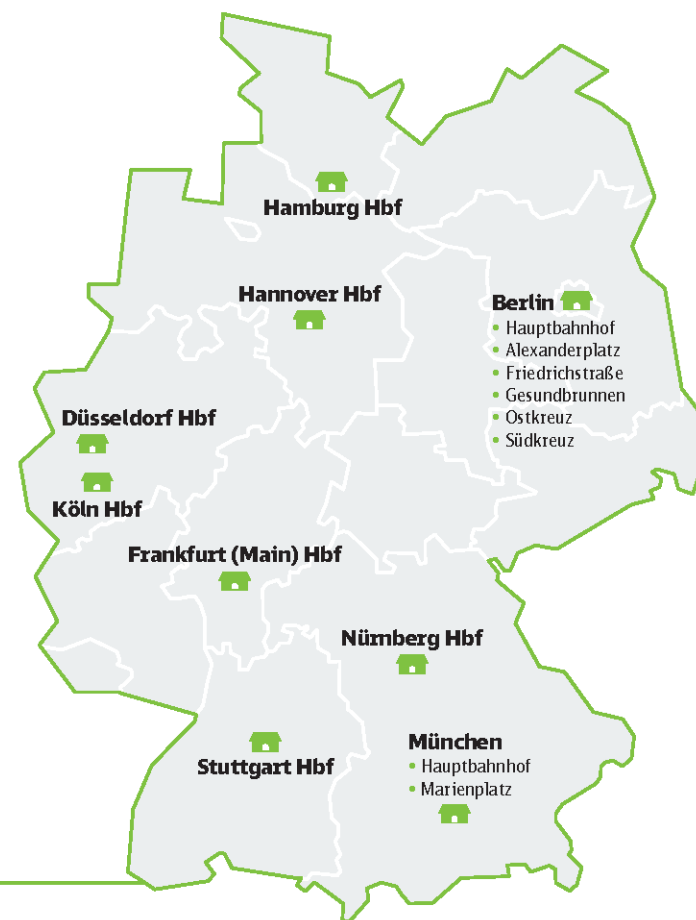 Hamburg Hbf
Hannover Hbf
Berlin
• Hauptbahnhof
• Alexanderplatz
• Friedrichstraße
• Gesundbrunnen
• Ostkreuz
• Südkreuz
Düsseldorf Hbf
Köln Hbf
Frankfurt (Main) Hbf
Nürnberg Hbf
Stuttgart Hbf
München
• Hauptbahnhof
• Marienplatz